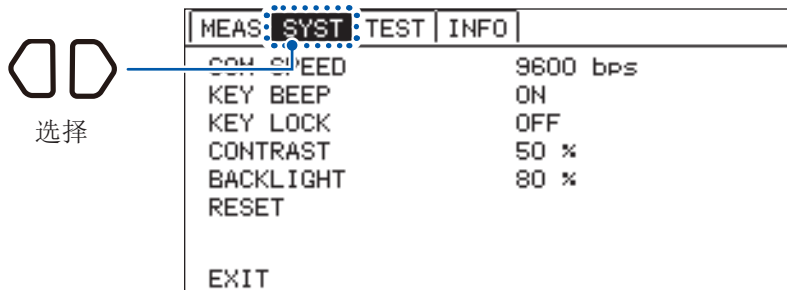 MEAS SYST TEST INFO
COM SPEED 9600 bps
KEY BEEP ON
选择
KEY LOCK OFF
CONTRAST 50 %
BACKLIGHT 80 %
RESET
EXIT